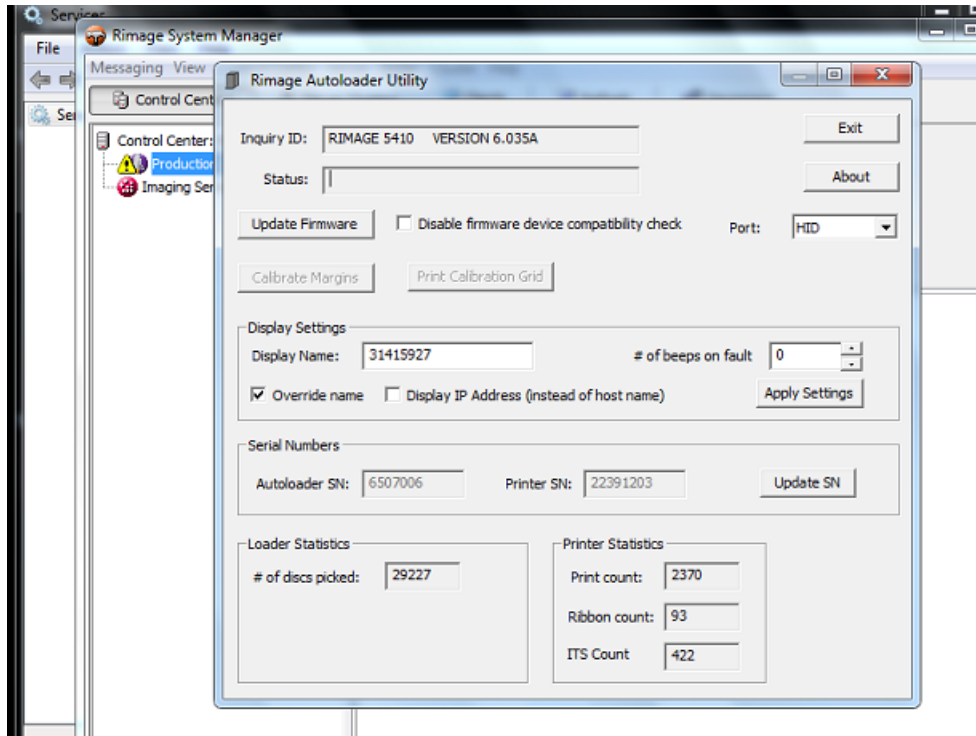 Services
File
Rimage System Manager
Messaging View
Control Cent
Control Center:
Production
Imaging Ser
Rimage Autoloader Utility
Inquiry ID: RIMAGE 5410 VERSION 6.035A
Exit
Status:
About
Update Firmware
Disable firmware device compatibility check
Port: HID
Calibrate Margins
Print Calibration Grid
Display Settings
Display Name: 31415927
# of beeps on fault 0
Override name
Display IP Address (instead of host name)
Apply Settings
Serial Numbers
Autoloader SN: 6507006
Printer SN: 22391203
Update SN
Loader Statistics
# of discs picked: 29227
Printer Statistics
Print count: 2370
Ribbon count: 93
ITS Count 422